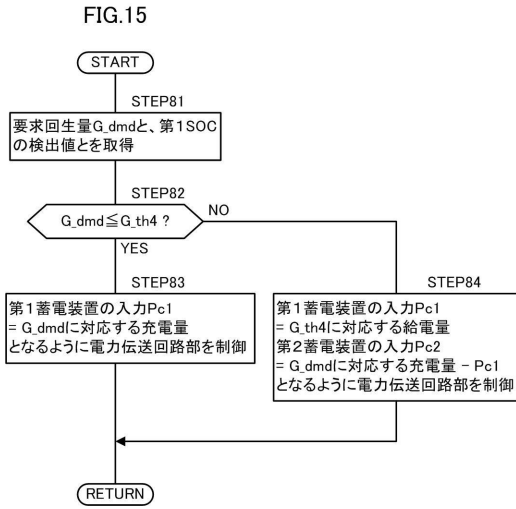 FIG.15
START
STEP81
要求回生量G_dmdと、第1SOC
の検出値とを取得
STEP82
G_dmd≦G_th4 ?
NO
YES
STEP83
第1蓄電装置の入力Pc1
= G_dmdに対応する充電量
となるように電力伝送回路部を制御
STEP84
第1蓄電装置の入力Pc1
= G_th4に対応する給電量
第2蓄電装置の入力Pc2
= G_dmdに対応する充電量 - Pc1
となるように電力伝送回路部を制御
RETURN